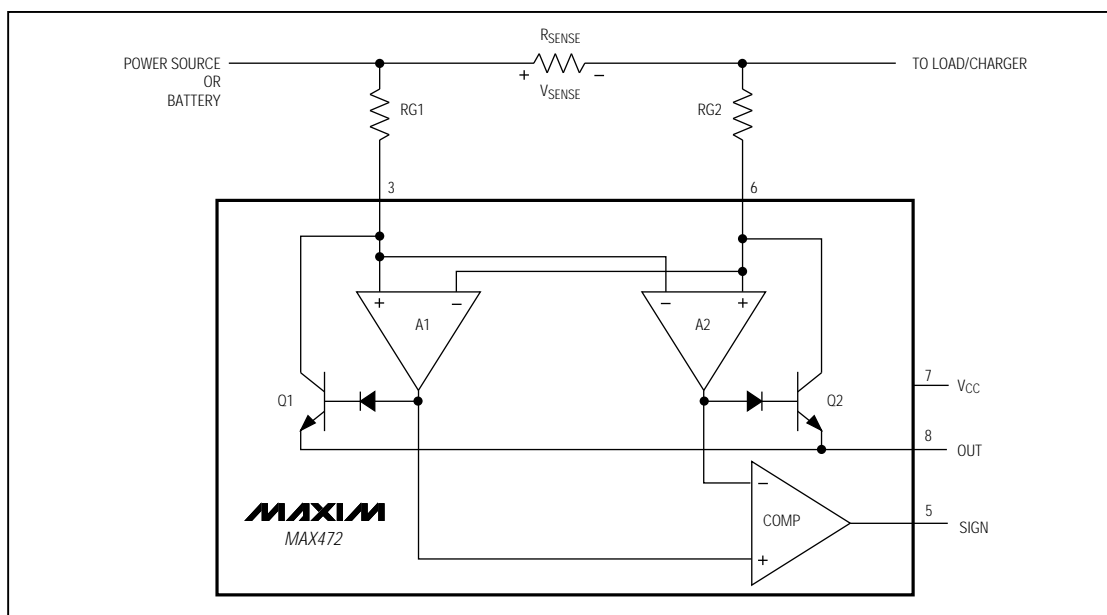 RSENSE
POWER SOURCE
OR
BATTERY
+
−
VSENSE
TO LOAD/CHARGER
RG1
RG2
3
6
+
−
A1
−
+
A2
Q1
Q2
7
VCC
8
OUT
−
COMP
+
5
SIGN
MAXIM
MAX472